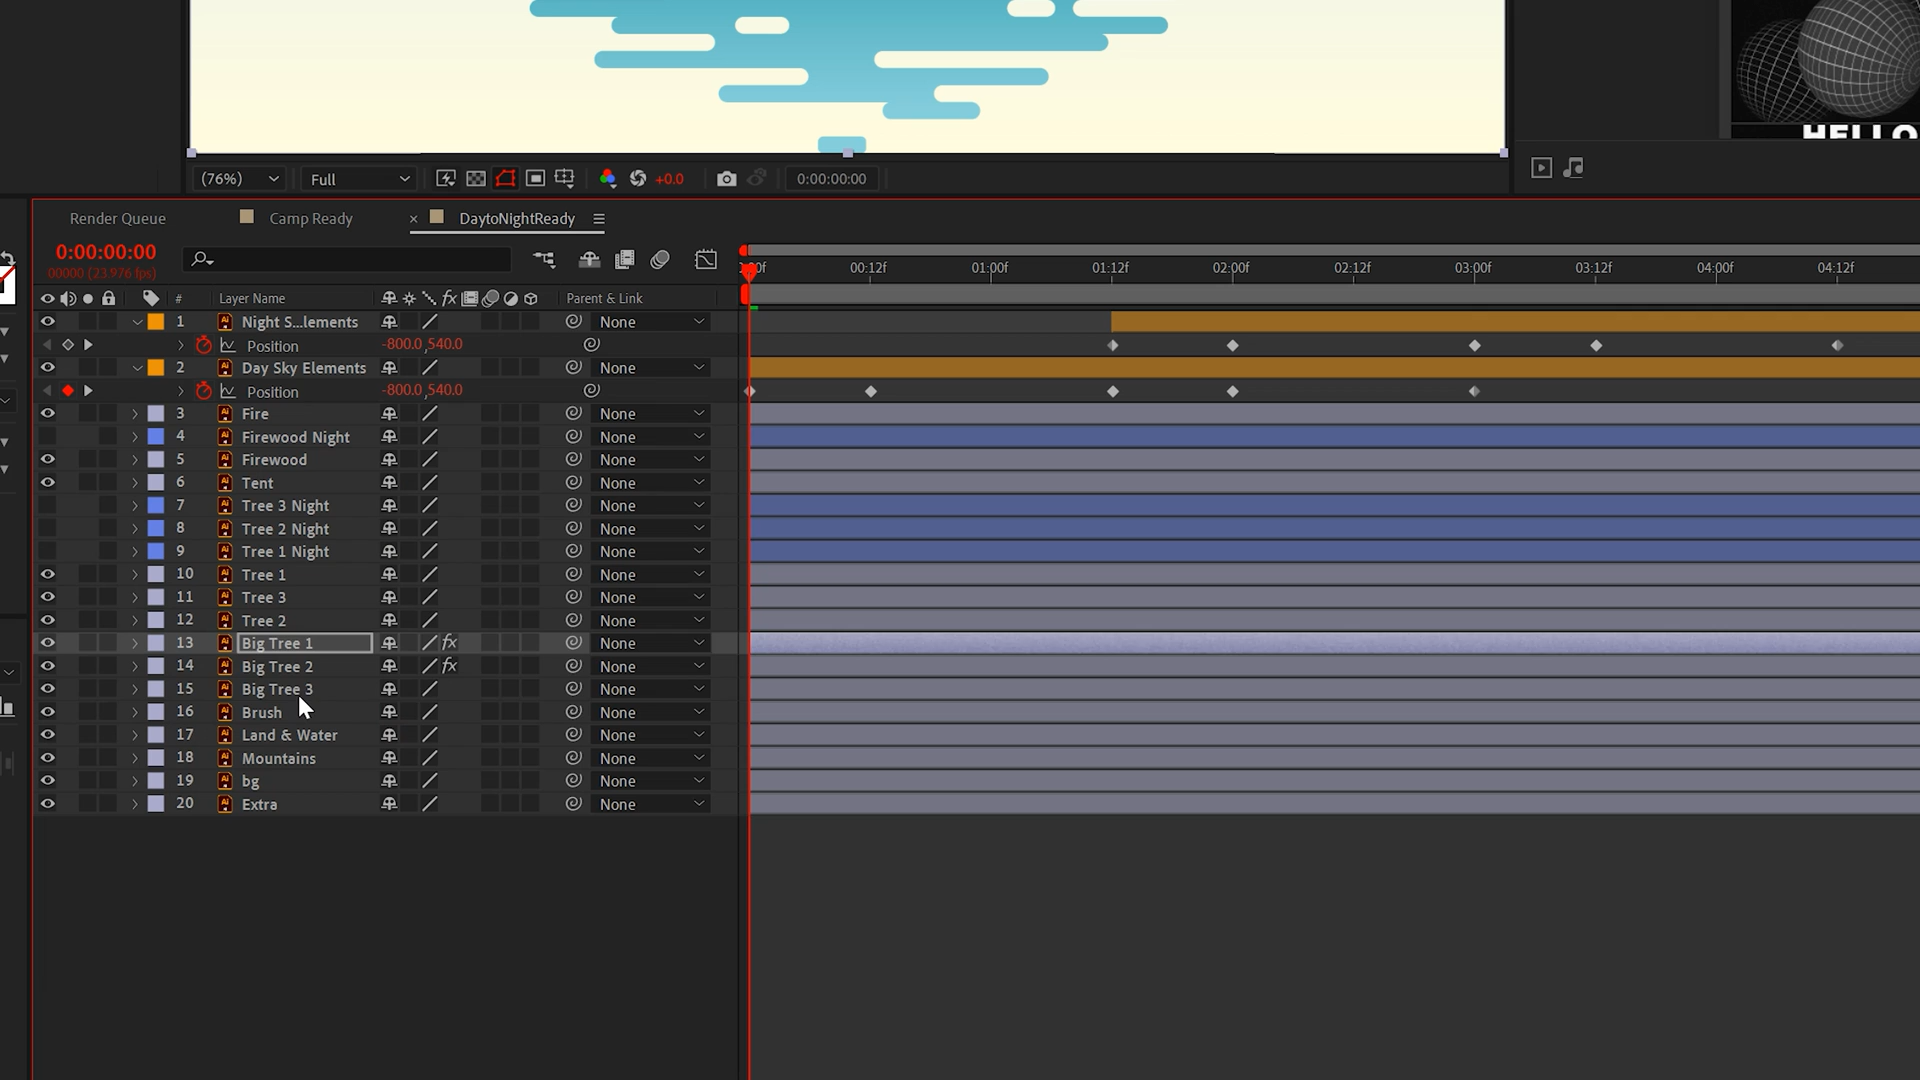 HELLO
(76%) Full +0.0 0:00:00:00
Render Queue Camp Ready × DaytoNightReady
0:00:00:00
00000 (23.976 fps)
00:12f 01:00f 01:12f 02:00f 02:12f 03:00f 03:12f 04:00f 04:12f
# Layer Name fx Parent & Link
1 Night S...lements None
Position -800.0,540.0
2 Day Sky Elements None
Position -800.0,540.0
3 Fire None
4 Firewood Night None
5 Firewood None
6 Tent None
7 Tree 3 Night None
8 Tree 2 Night None
9 Tree 1 Night None
10 Tree 1 None
11 Tree 3 None
12 Tree 2 None
13 Big Tree 1 fx None
14 Big Tree 2 fx None
15 Big Tree 3 None
16 Brush None
17 Land & Water None
18 Mountains None
19 bg None
20 Extra None